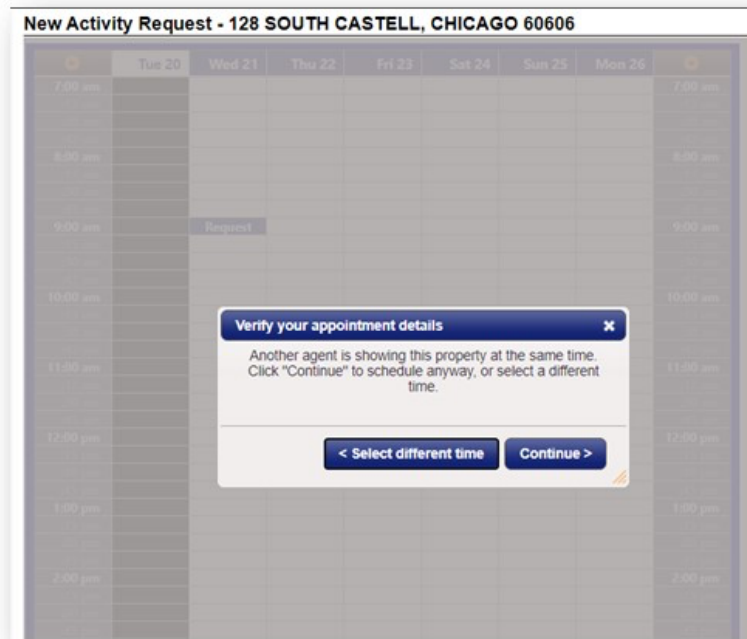 New Activity Request - 128 SOUTH CASTELL, CHICAGO 60606
Tue 20 Wed 21 Thu 22 Fri 23 Sat 24 Sun 25 Mon 26
7:00 am 7:00 am
8:00 am 8:00 am
9:00 am Request 9:00 am
10:00 am 10:00 am
Verify your appointment details
Another agent is showing this property at the same time.
Click "Continue" to schedule anyway, or select a different
time.
11:00 am 11:00 am
12:00 pm 12:00 pm
< Select different time Continue >
1:00 pm 1:00 pm
2:00 pm 2:00 pm